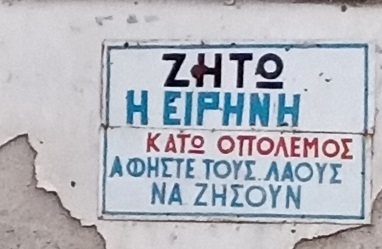 ΖΗΤΩ
Η ΕΙΡΗΝΗ
ΚΑΤΩ ΟΠΟΛΕΜΟΣ
ΑΦΗΣΤΕ ΤΟΥΣ ΛΑΟΥΣ
ΝΑ ΖΗΣΟΥΝ